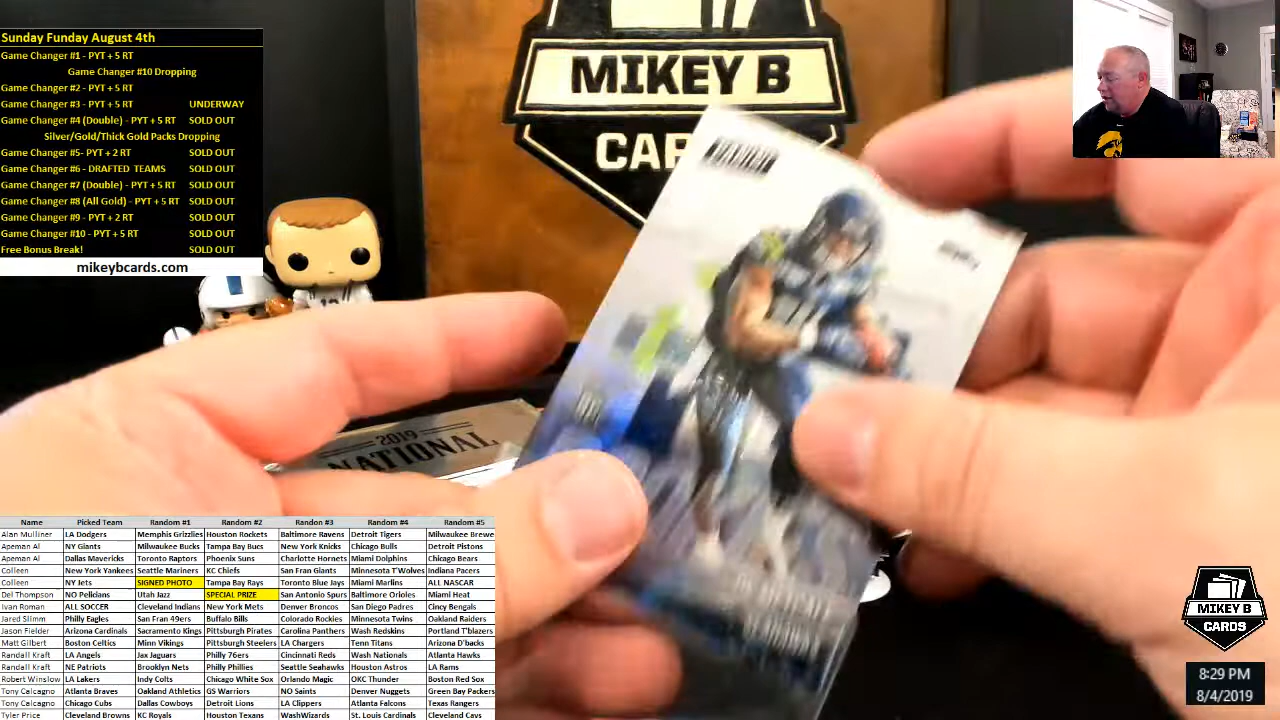 Sunday Funday August 4th
Game Changer #1 - PYT + 5 RT
Game Changer #10 Dropping
Game Changer #2 - PYT + 5 RT
Game Changer #3 - PYT + 5 RT UNDERWAY
Game Changer #4 (Double) - PYT + 5 RT SOLD OUT
Silver/Gold/Thick Gold Packs Dropping
Game Changer #5- PYT + 2 RT SOLD OUT
Game Changer #6 - DRAFTED TEAMS SOLD OUT
Game Changer #7 (Double) - PYT + 5 RT SOLD OUT
Game Changer #8 (All Gold) - PYT + 5 RT SOLD OUT
Game Changer #9 - PYT + 2 RT SOLD OUT
Game Changer #10 - PYT + 5 RT SOLD OUT
Free Bonus Break! SOLD OUT
mikeybcards.com
MIKEY B
CAR
2019
NATIONAL
Name Picked Team Random #1 Random #2 Randon #3 Random #4 Random #5
Alan Mulliner LA Dodgers Memphis Grizzlies Houston Rockets Baltimore Ravens Detroit Tigers Milwaukee Brewe
Apeman Al NY Giants Milwaukee Bucks Tampa Bay Bucs New York Knicks Chicago Bulls Detroit Pistons
Apeman Al Dallas Mavericks Toronto Raptors Phoenix Suns Charlotte Hornets Miami Dolphins Chicago Bears
Colleen New York Yankees Seattle Mariners KC Chiefs San Fran Giants Minnesota T'Wolves Indiana Pacers
Colleen NY Jets SIGNED PHOTO Tampa Bay Rays Toronto Blue Jays Miami Marlins ALL NASCAR
Del Thompson NO Pelicians Utah Jazz SPECIAL PRIZE San Antonio Spurs Baltimore Orioles Miami Heat
Ivan Roman ALL SOCCER Cleveland Indians New York Mets Denver Broncos San Diego Padres Cincy Bengals
Jared Slimm Philly Eagles San Fran 49ers Buffalo Bills Colorado Rockies Minnesota Twins Oakland Raiders
Jason Fielder Arizona Cardinals Sacramento Kings Pittsburgh Pirates Carolina Panthers Wash Redskins Portland T'blazers
Matt Gilbert Boston Celtics Minn Vikings Pittsburgh Steelers LA Chargers Tenn Titans Arizona D'backs
Randall Kraft LA Angels Jax Jaguars Philly 76ers Cincinnati Reds Wash Nationals Atlanta Hawks
Randall Kraft NE Patriots Brooklyn Nets Philly Phillies Seattle Seahawks Houston Astros LA Rams
Robert Winslow LA Lakers Indy Colts Chicago White Sox Orlando Magic OKC Thunder Boston Red Sox
Tony Calcagno Atlanta Braves Oakland Athletics GS Warriors NO Saints Denver Nuggets Green Bay Packers
Tony Calcagno Chicago Cubs Dallas Cowboys Detroit Lions LA Clippers Atlanta Falcons Texas Rangers
Tyler Price Cleveland Browns KC Royals Houston Texans WashWizards St. Louis Cardinals Cleveland Cavs
MIKEY B
CARDS
8:29 PM
8/4/2019